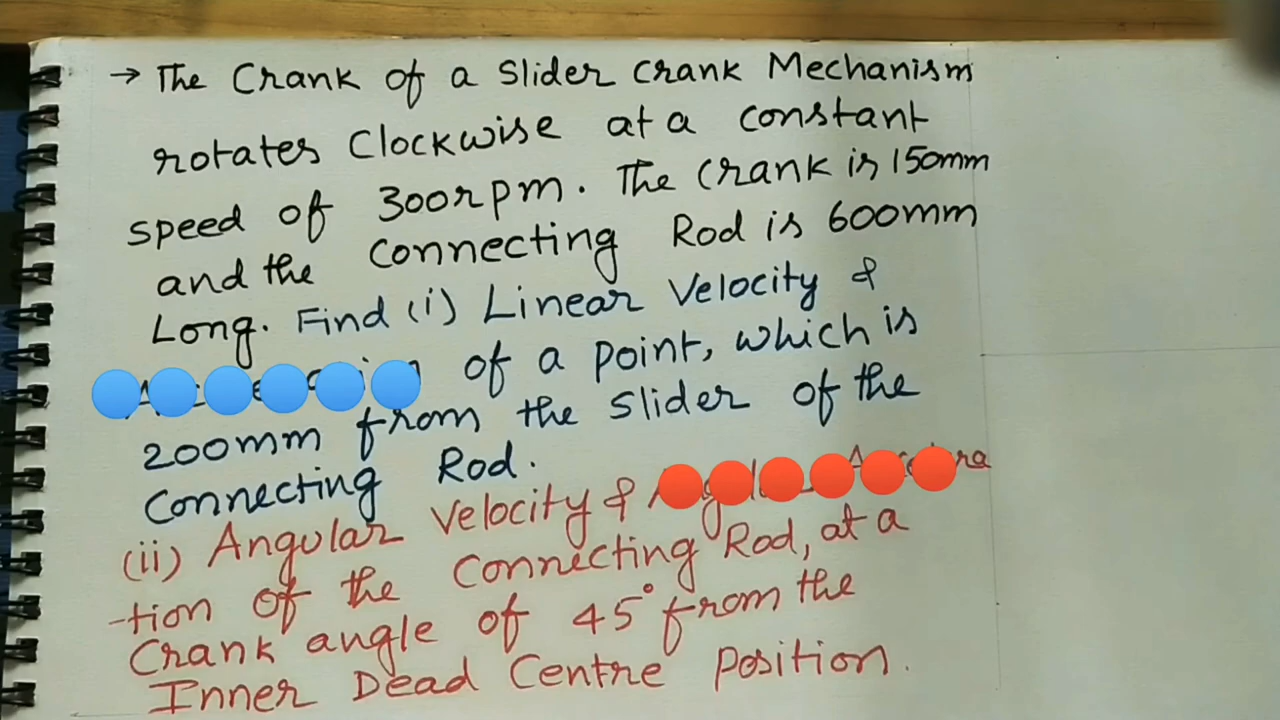 → The Crank of a Slider Crank Mechanism
rotates Clockwise at a constant
speed of 300rpm. The Crank is 150mm
and the Connecting Rod is 600mm
Long. Find (i) Linear Velocity &
of a point, which is
200mm from the slider of the
Connecting Rod.
(ii) Angular Velocity &
-tion of the Connecting Rod, at a
Crank angle of 45° from the
Inner Dead Centre position.